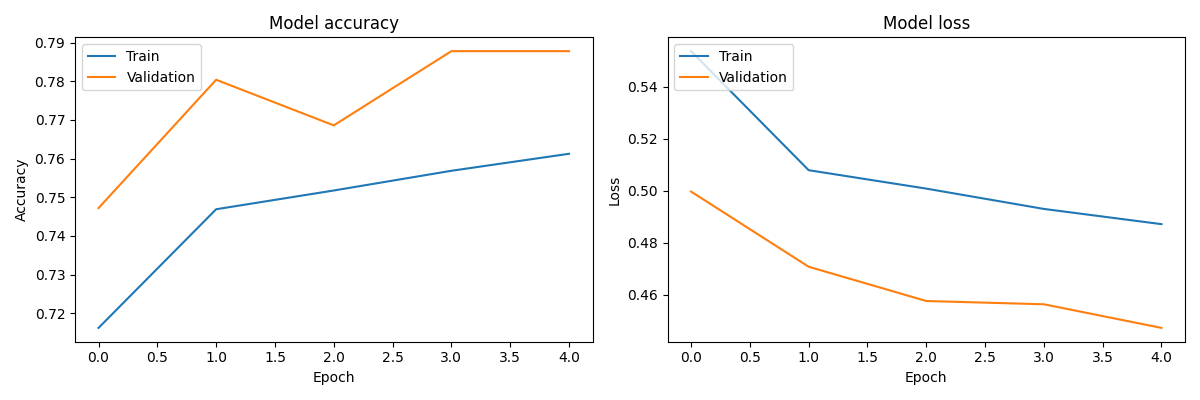 Model accuracy
Train
Validation
0.79
0.78
0.77
0.76
0.75
0.74
0.73
0.72
Accuracy
0.0 0.5 1.0 1.5 2.0 2.5 3.0 3.5 4.0
Epoch
Model loss
Train
Validation
0.54
0.52
0.50
0.48
0.46
Loss
0.0 0.5 1.0 1.5 2.0 2.5 3.0 3.5 4.0
Epoch